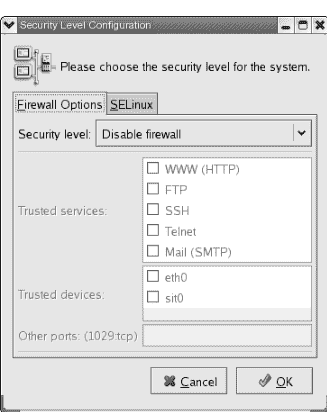 Security Level Configuration
Please choose the security level for the system.
Firewall Options SELinux
Security level: Disable firewall
Trusted services:
WWW (HTTP)
FTP
SSH
Telnet
Mail (SMTP)
Trusted devices:
eth0
sit0
Other ports: (1029:tcp)
Cancel OK